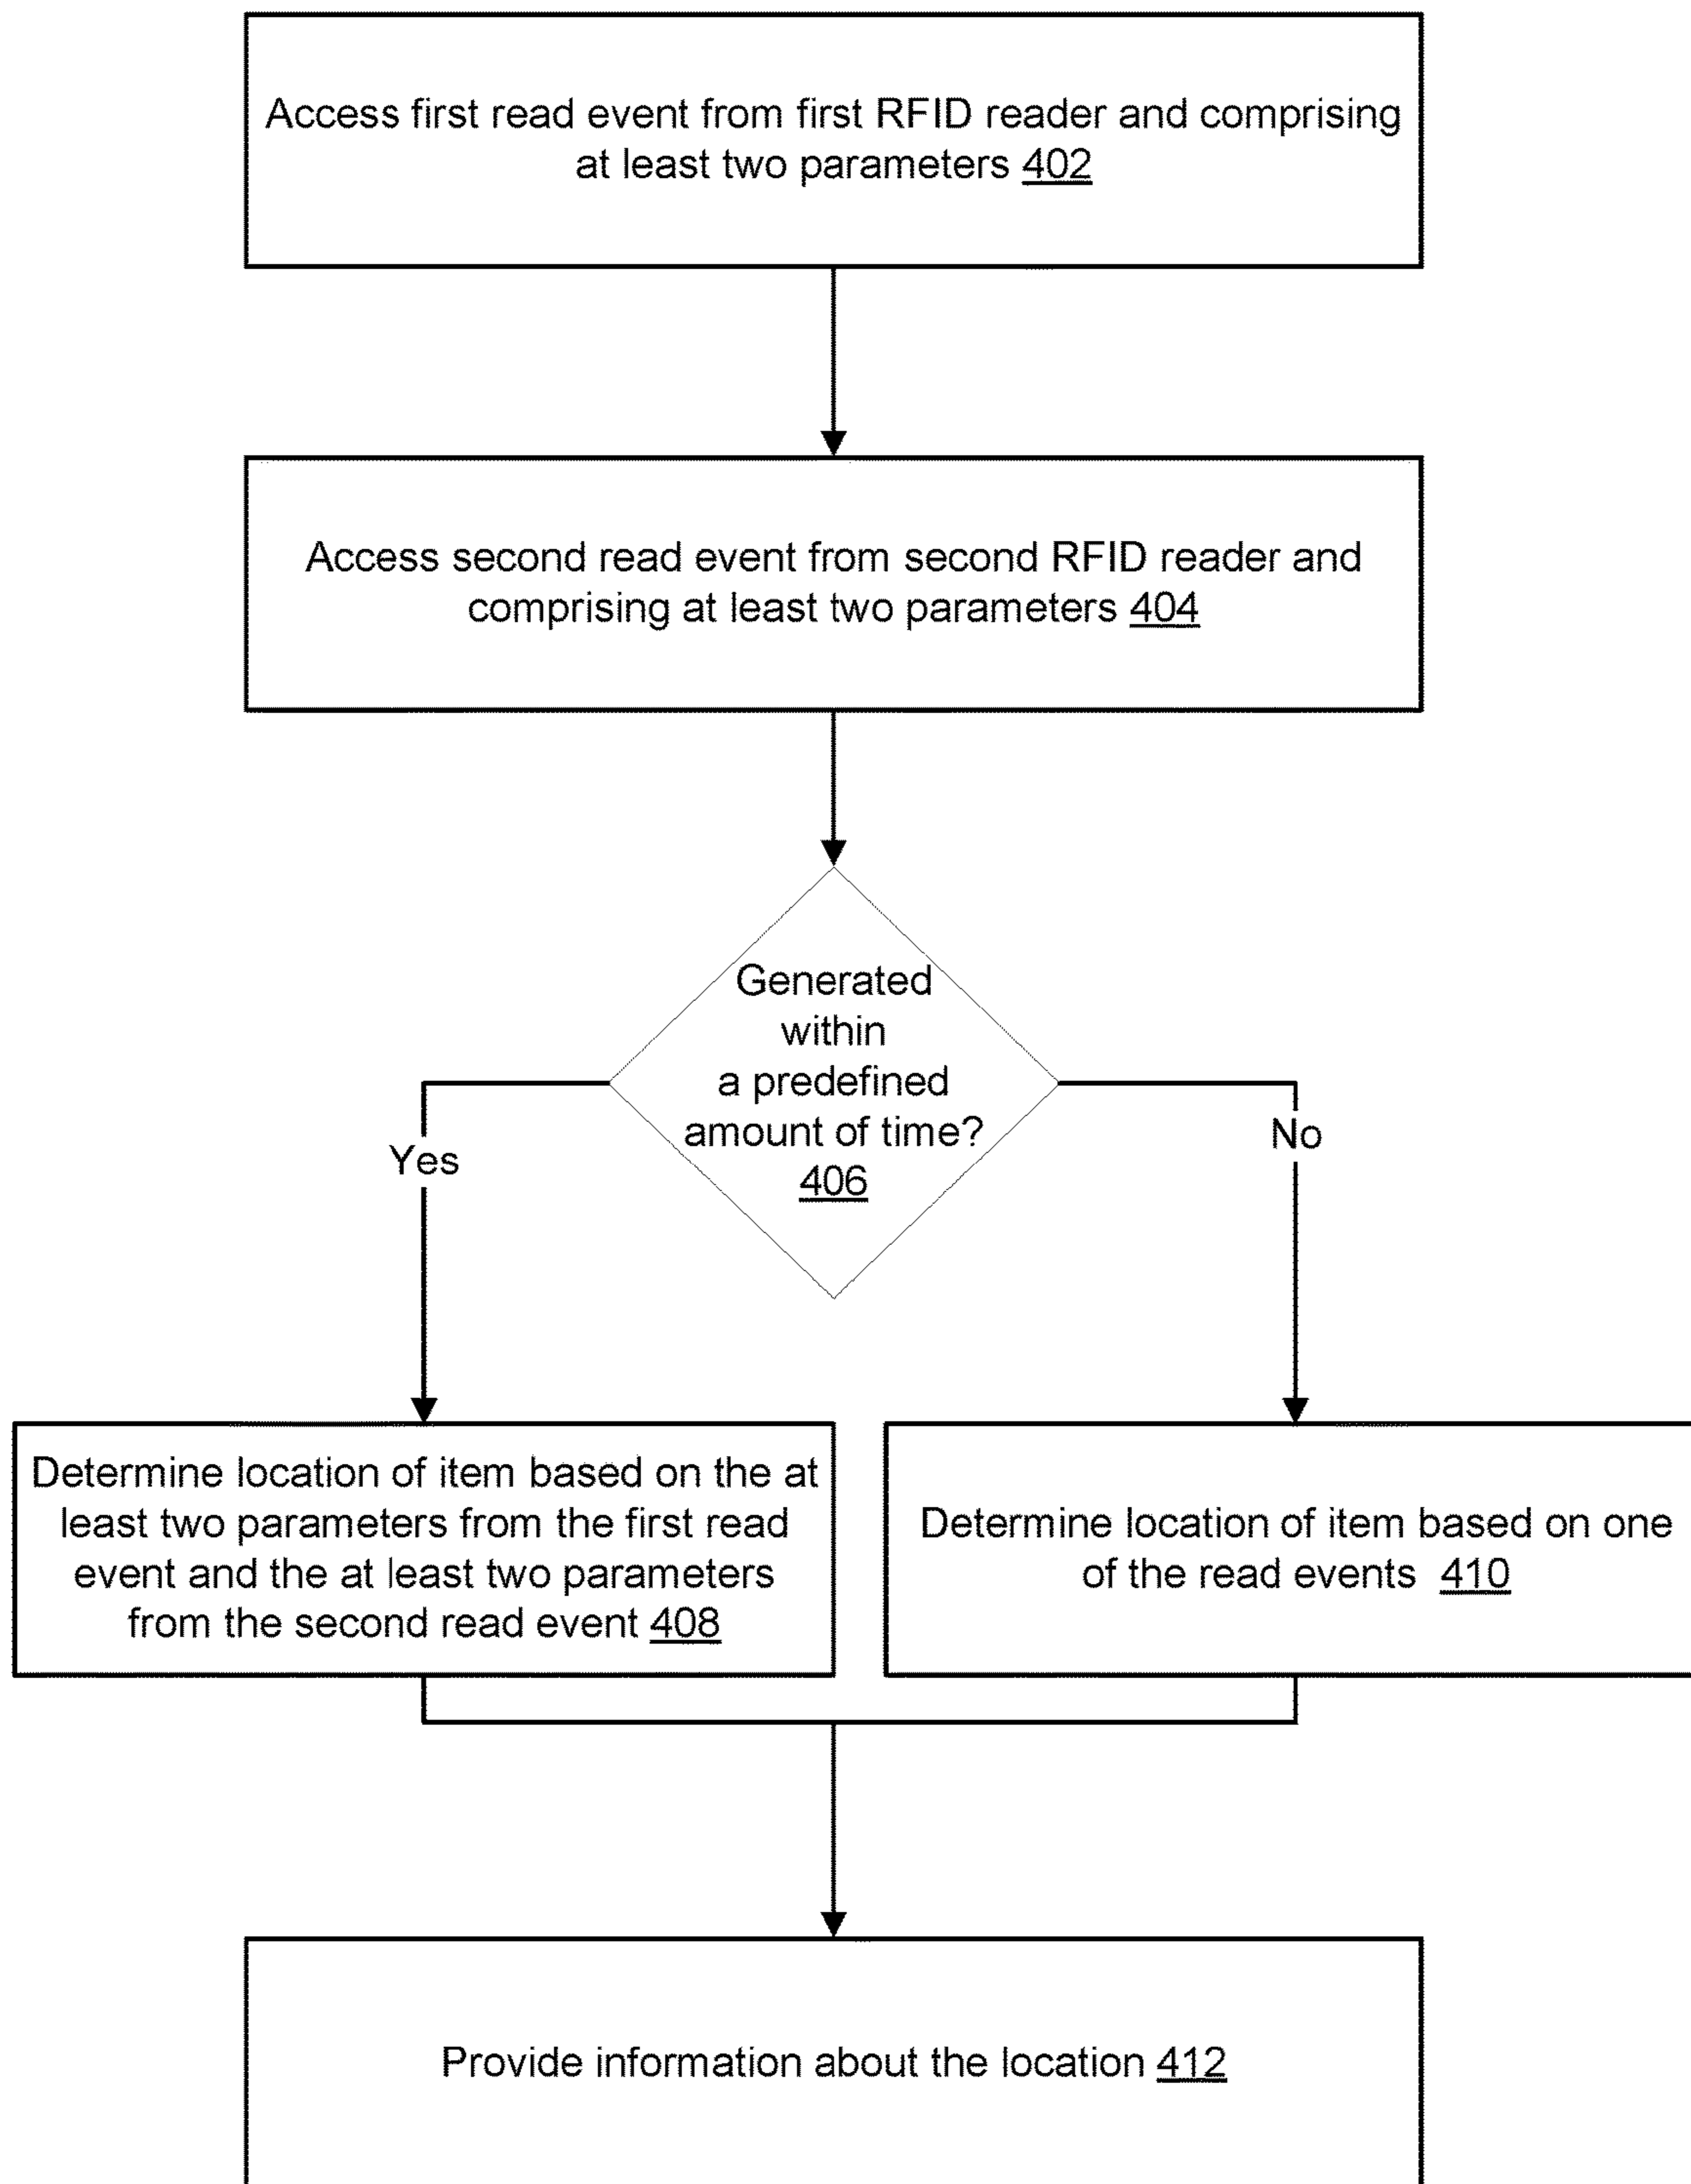 Access first read event from first RFID reader and comprising
at least two parameters 402
Access second read event from second RFID reader and
comprising at least two parameters 404
Generated
within
a predefined
amount of time?
406
Yes
No
Determine location of item based on the at
least two parameters from the first read
event and the at least two parameters
from the second read event 408
Determine location of item based on one
of the read events 410
Provide information about the location 412